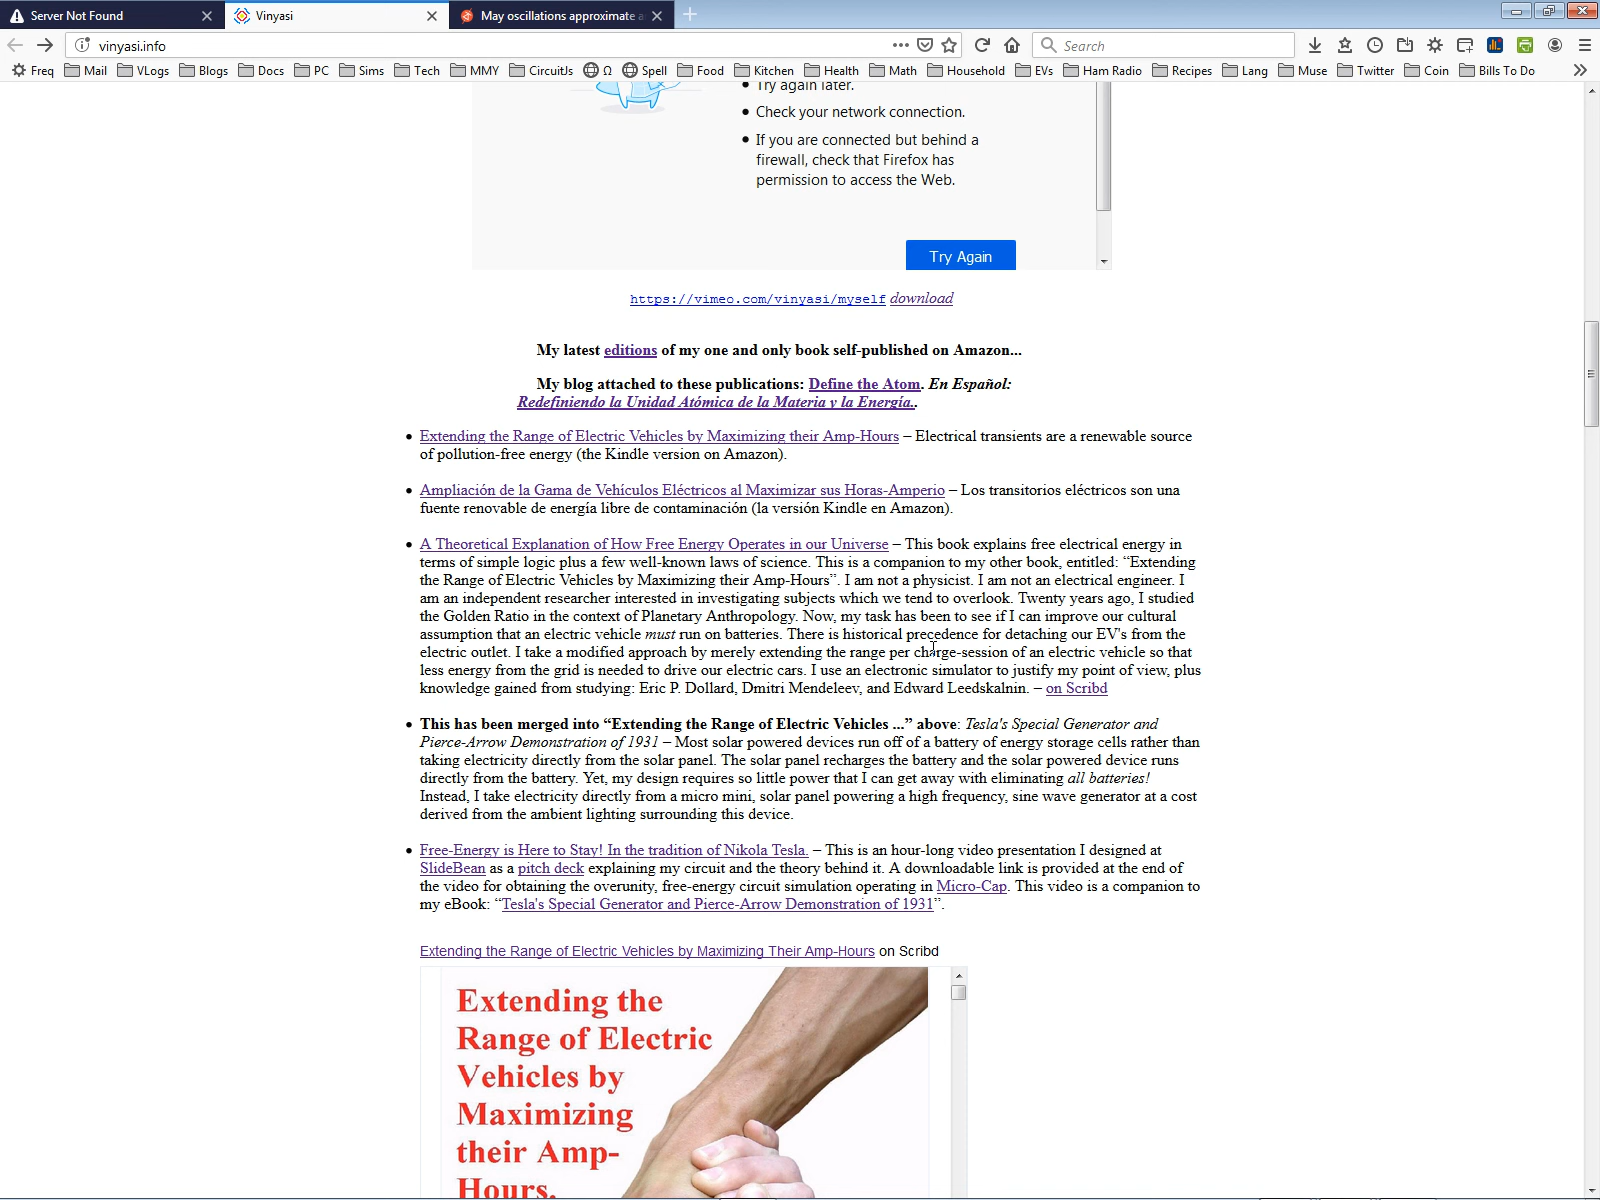 Server Not Found
Vinyasi
May oscillations approximate a
vinyasi.info
Search
Freq Mail VLogs Blogs Docs PC Sims Tech MMY CircuitJs Ω Spell Food Kitchen Health Math Household EVs Ham Radio Recipes Lang Muse Twitter Coin Bills To Do
Try again later.
Check your network connection.
If you are connected but behind a
firewall, check that Firefox has
permission to access the Web.
Try Again
https://vimeo.com/vinyasi/myself download
My latest editions of my one and only book self-published on Amazon...
My blog attached to these publications: Define the Atom. En Español:
Redefiniendo la Unidad Atómica de la Materia y la Energía..
• Extending the Range of Electric Vehicles by Maximizing their Amp-Hours – Electrical transients are a renewable source
of pollution-free energy (the Kindle version on Amazon).
• Ampliación de la Gama de Vehículos Eléctricos al Maximizar sus Horas-Amperio – Los transitorios eléctricos son una
fuente renovable de energía libre de contaminación (la versión Kindle en Amazon).
• A Theoretical Explanation of How Free Energy Operates in our Universe – This book explains free electrical energy in
terms of simple logic plus a few well-known laws of science. This is a companion to my other book, entitled: “Extending
the Range of Electric Vehicles by Maximizing their Amp-Hours”. I am not a physicist. I am not an electrical engineer. I
am an independent researcher interested in investigating subjects which we tend to overlook. Twenty years ago, I studied
the Golden Ratio in the context of Planetary Anthropology. Now, my task has been to see if I can improve our cultural
assumption that an electric vehicle must run on batteries. There is historical precedence for detaching our EV's from the
electric outlet. I take a modified approach by merely extending the range per charge-session of an electric vehicle so that
less energy from the grid is needed to drive our electric cars. I use an electronic simulator to justify my point of view, plus
knowledge gained from studying: Eric P. Dollard, Dmitri Mendeleev, and Edward Leedskalnin. – on Scribd
• This has been merged into “Extending the Range of Electric Vehicles ...” above: Tesla's Special Generator and
Pierce-Arrow Demonstration of 1931 – Most solar powered devices run off of a battery of energy storage cells rather than
taking electricity directly from the solar panel. The solar panel recharges the battery and the solar powered device runs
directly from the battery. Yet, my design requires so little power that I can get away with eliminating all batteries!
Instead, I take electricity directly from a micro mini, solar panel powering a high frequency, sine wave generator at a cost
derived from the ambient lighting surrounding this device.
• Free-Energy is Here to Stay! In the tradition of Nikola Tesla. – This is an hour-long video presentation I designed at
SlideBean as a pitch deck explaining my circuit and the theory behind it. A downloadable link is provided at the end of
the video for obtaining the overunity, free-energy circuit simulation operating in Micro-Cap. This video is a companion to
my eBook: “Tesla's Special Generator and Pierce-Arrow Demonstration of 1931”.
Extending the Range of Electric Vehicles by Maximizing Their Amp-Hours on Scribd
Extending the
Range of Electric
Vehicles by
Maximizing
their Amp-
Hours.